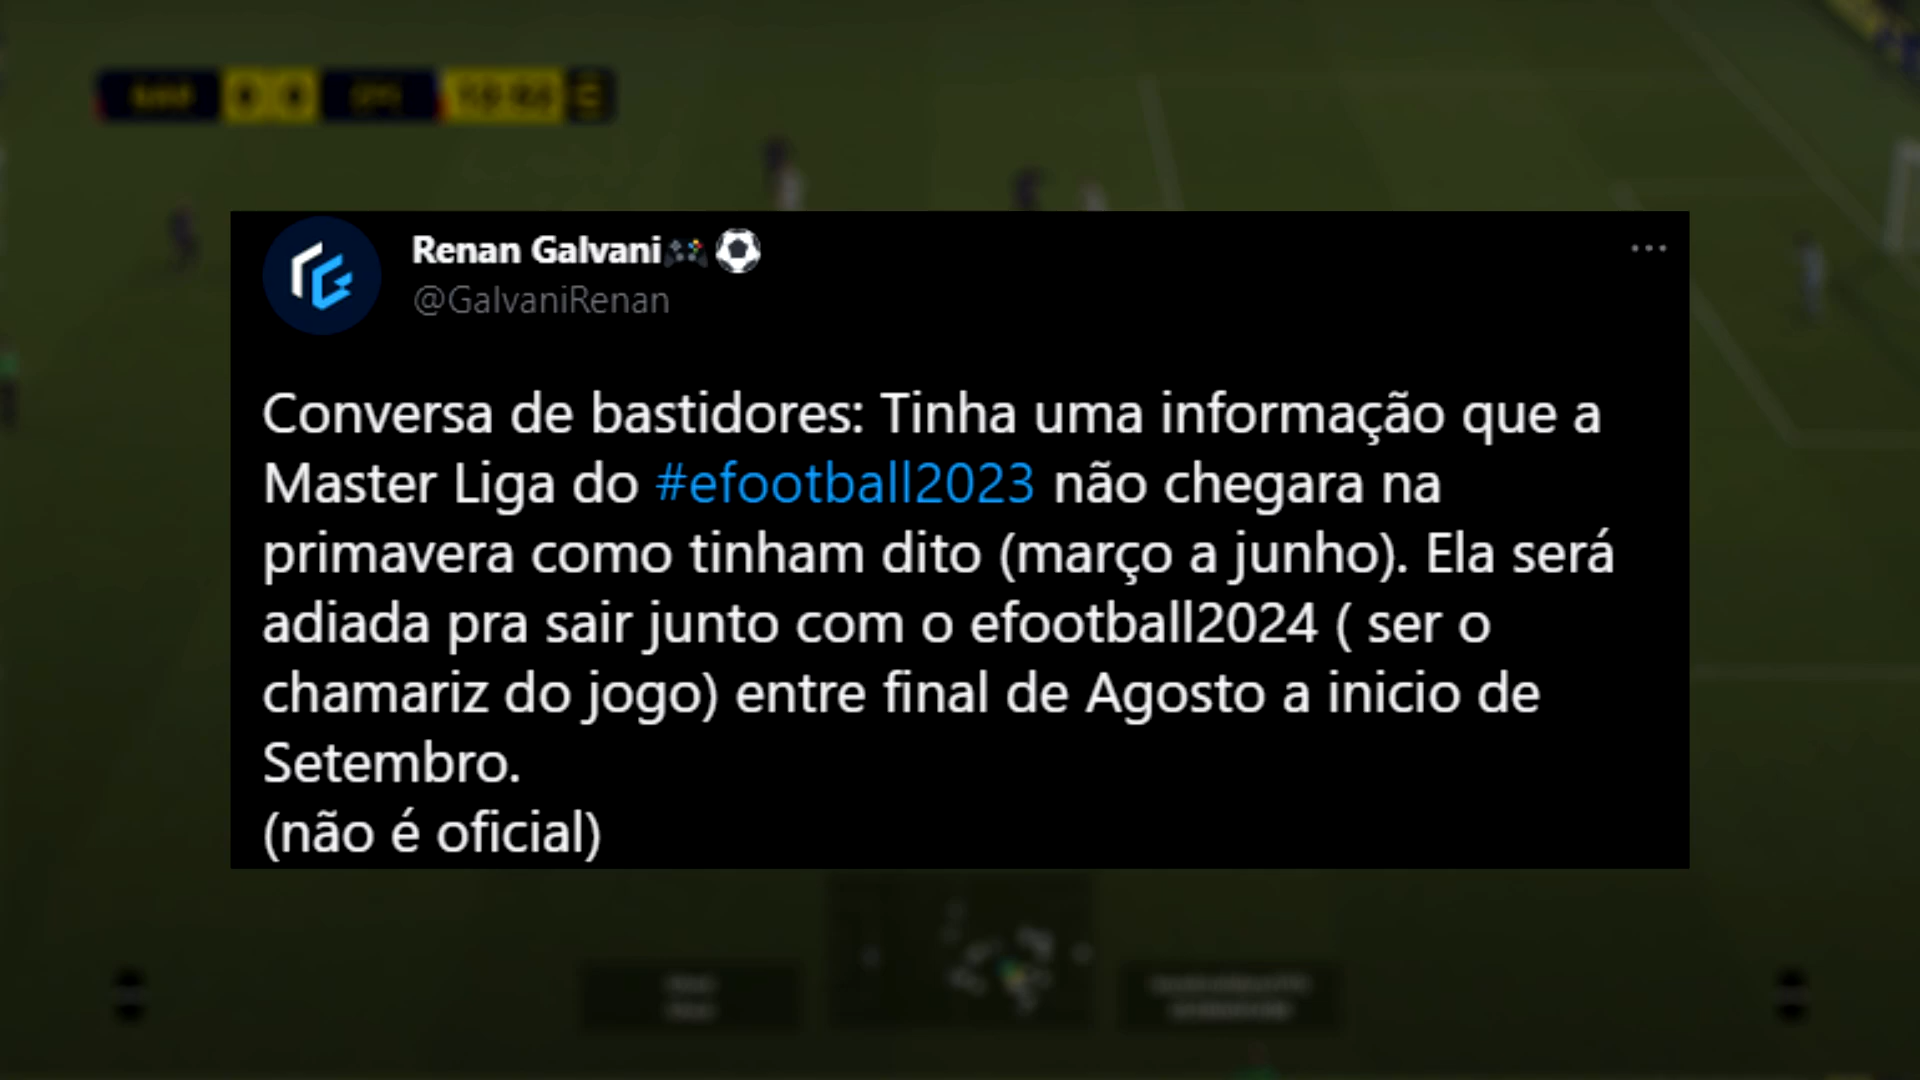 Renan Galvani🎮⚽
@GalvaniRenan
Conversa de bastidores: Tinha uma informação que a
Master Liga do #efootball2023 não chegara na
primavera como tinham dito (março a junho). Ela será
adiada pra sair junto com o efootball2024 ( ser o
chamariz do jogo) entre final de Agosto a inicio de
Setembro.
(não é oficial)